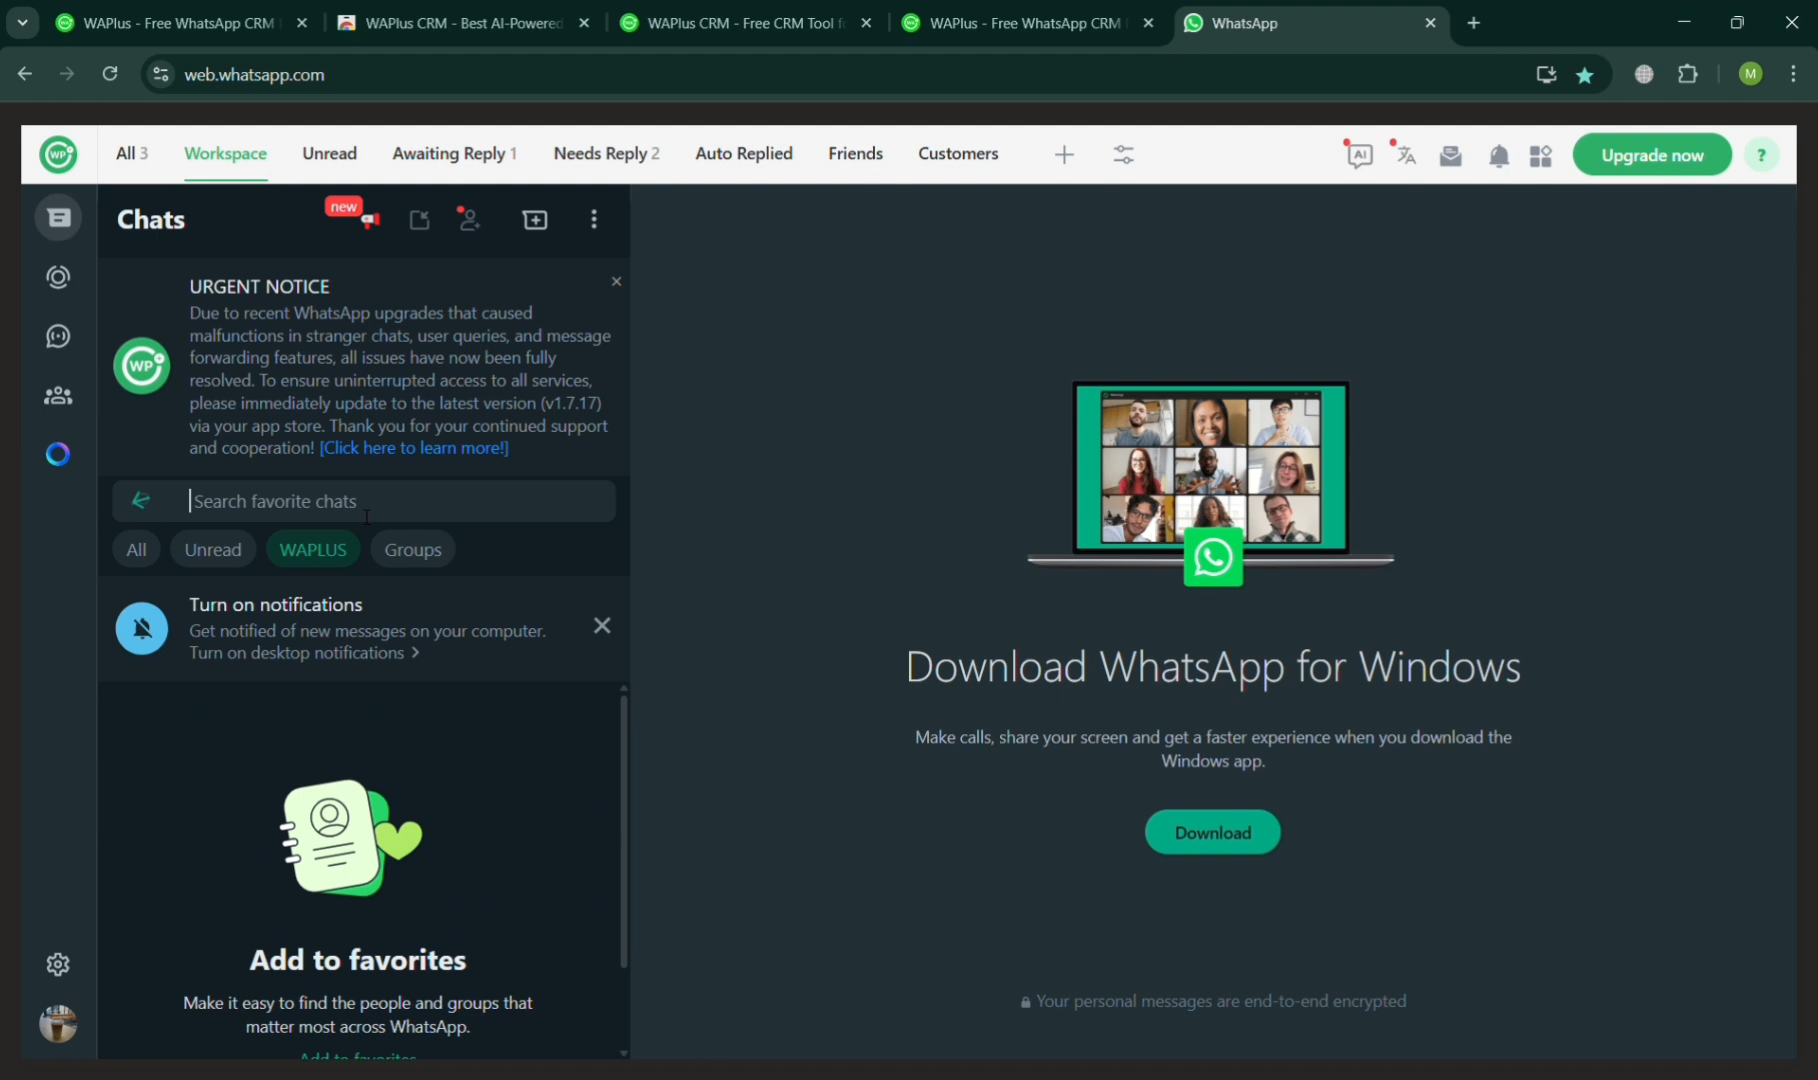 WAPlus - Free WhatsApp CRM
WAPlus CRM - Best AI-Powered
WAPlus CRM - Free CRM Tool f
WAPlus - Free WhatsApp CRM
WhatsApp
web.whatsapp.com
M
WP
All 3
Workspace
Unread
Awaiting Reply 1
Needs Reply 2
Auto Replied
Friends
Customers
AI
Upgrade now
?
Chats
new
URGENT NOTICE
Due to recent WhatsApp upgrades that caused
malfunctions in stranger chats, user queries, and message
forwarding features, all issues have now been fully
resolved. To ensure uninterrupted access to all services,
please immediately update to the latest version (v1.7.17)
via your app store. Thank you for your continued support
and cooperation! [Click here to learn more!]
WP
Search favorite chats
All
Unread
WAPLUS
Groups
Turn on notifications
Get notified of new messages on your computer.
Turn on desktop notifications >
Add to favorites
Make it easy to find the people and groups that
matter most across WhatsApp.
Add to favorites
Download WhatsApp for Windows
Make calls, share your screen and get a faster experience when you download the
Windows app.
Download
Your personal messages are end-to-end encrypted